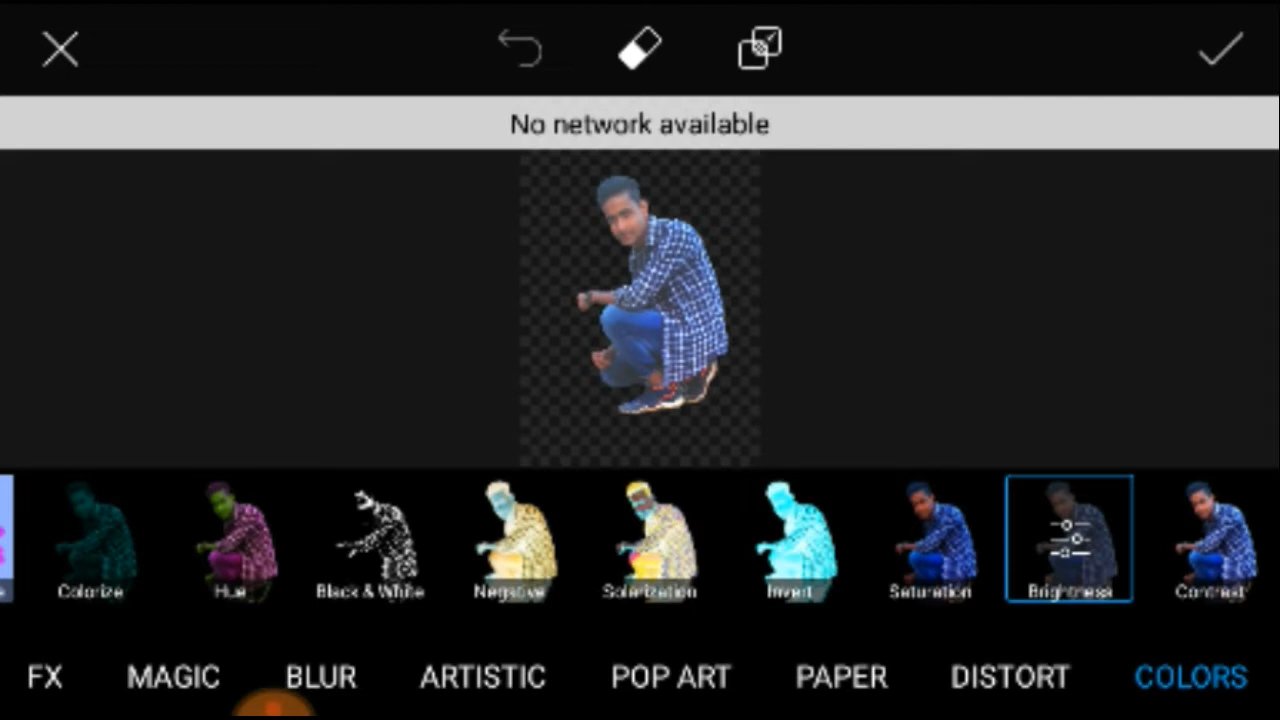 No network available
Colorize
Hue
Black & White
Negative
Solarization
Invert
Saturation
Brightness
Contrast
FX
MAGIC
BLUR
ARTISTIC
POP ART
PAPER
DISTORT
COLORS